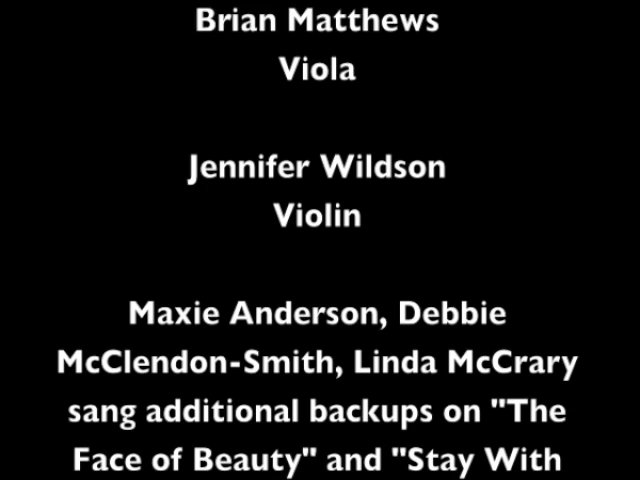 Brian Matthews
Viola
Jennifer Wildson
Violin
Maxie Anderson, Debbie
McClendon-Smith, Linda McCrary
sang additional backups on "The
Face of Beauty" and "Stay With